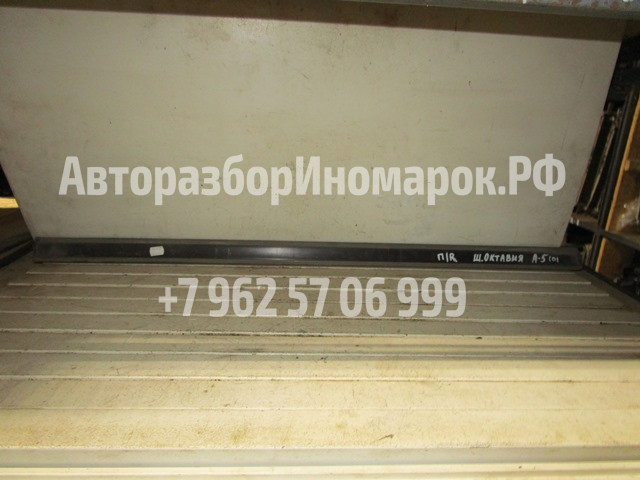 АвторазборИномарок.РФ
П/R Ш.ОКТАВИЯ А-5
+7 962 57 06 999